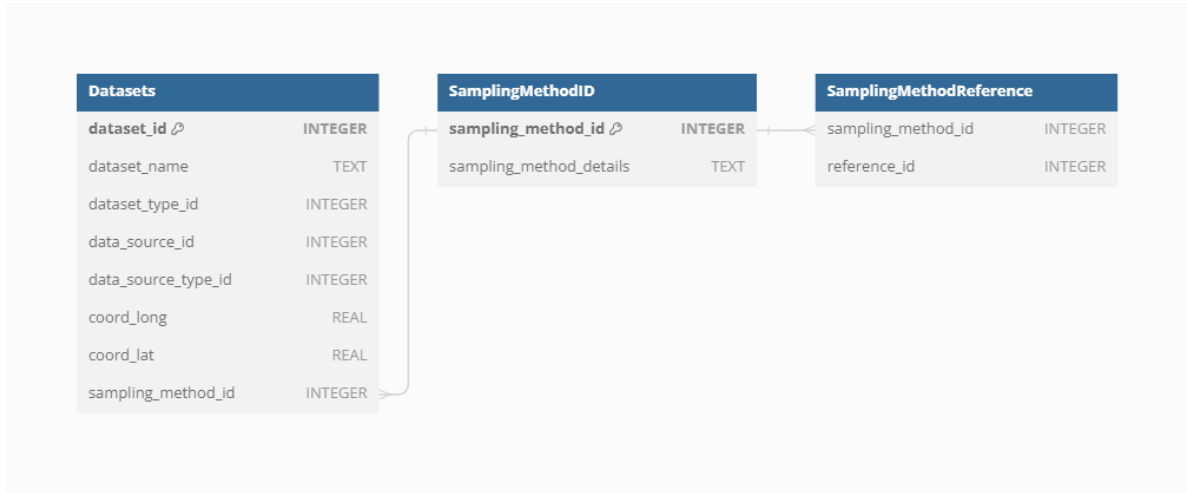 Datasets
dataset_id INTEGER
dataset_name TEXT
dataset_type_id INTEGER
data_source_id INTEGER
data_source_type_id INTEGER
coord_long REAL
coord_lat REAL
sampling_method_id INTEGER
SamplingMethodID
sampling_method_id INTEGER
sampling_method_details TEXT
SamplingMethodReference
sampling_method_id INTEGER
reference_id INTEGER